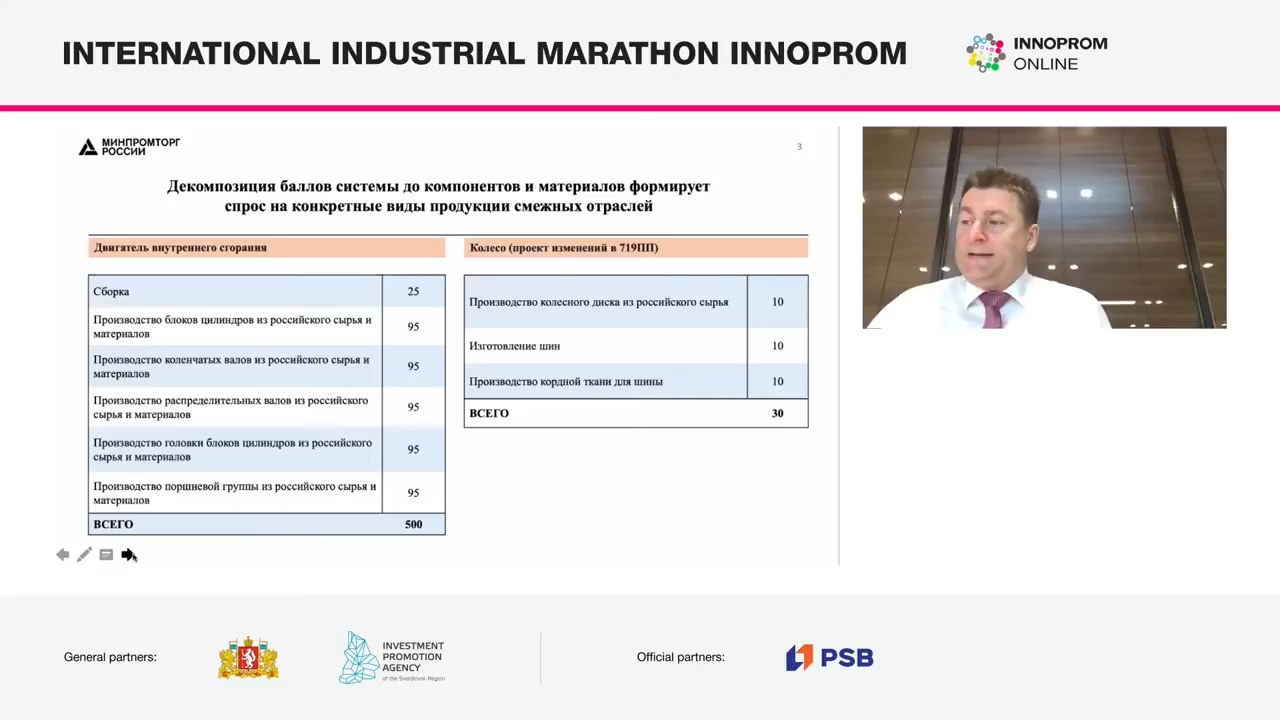 INTERNATIONAL INDUSTRIAL MARATHON INNOPROM
INNOPROM
ONLINE
МИНПРОМТОРГ
РОССИИ
3
Декомпозиция баллов системы до компонентов и материалов формирует
спрос на конкретные виды продукции смежных отраслей
Двигатель внутреннего сгорания
Сборка 25
Производство блоков цилиндров из российского сырья и
материалов 95
Производство коленчатых валов из российского сырья и
материалов 95
Производство распределительных валов из российского
сырья и материалов 95
Производство головки блоков цилиндров из российского
сырья и материалов 95
Производство поршневой группы из российского сырья и
материалов 95
ВСЕГО 500
Колесо (проект изменений в 719ПП)
Производство колесного диска из российского сырья 10
Изготовление шин 10
Производство кордной ткани для шины 10
ВСЕГО 30
General partners:
INVESTMENT
PROMOTION
AGENCY
of the Sverdlovsk Region
Official partners:
PSB